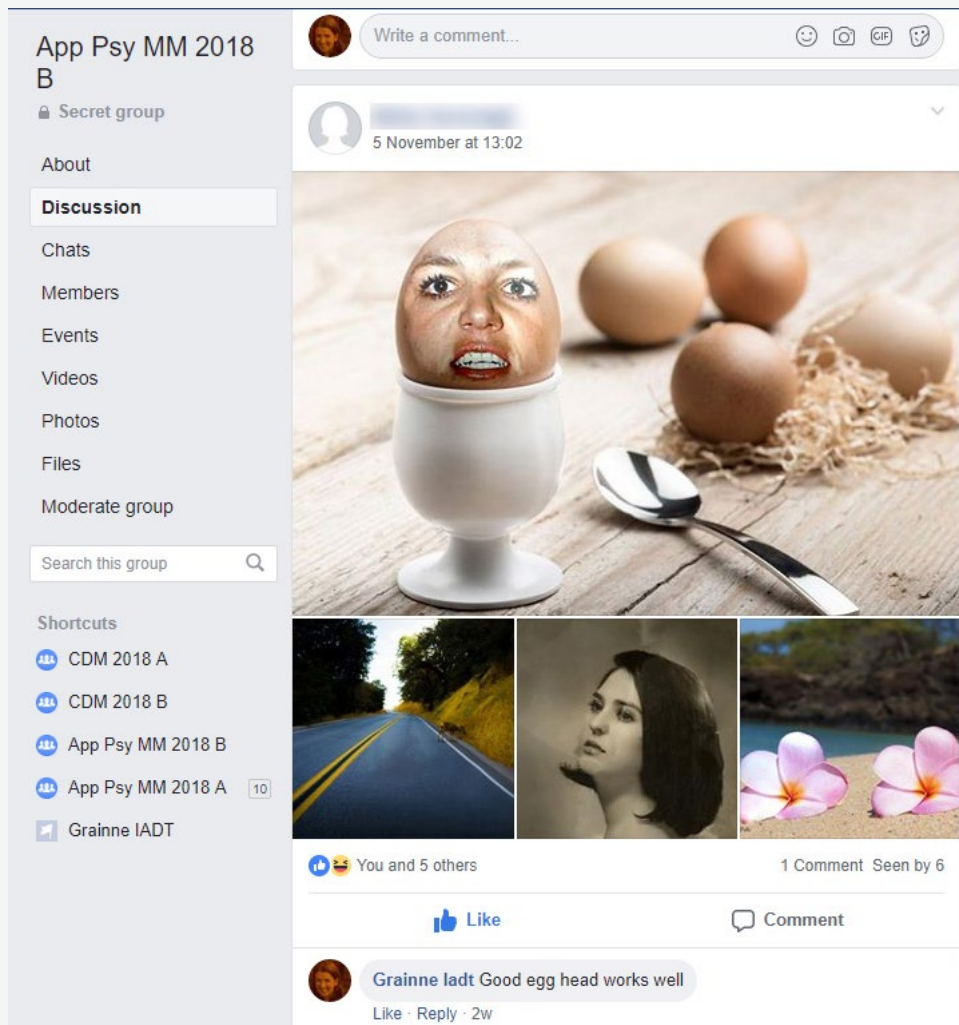 App Psy MM 2018
B
Secret group
About
Discussion
Chats
Members
Events
Videos
Photos
Files
Moderate group
Search this group
Shortcuts
CDM 2018 A
CDM 2018 B
App Psy MM 2018 B
App Psy MM 2018 A 10
Grainne IADT
Write a comment...
GIF
5 November at 13:02
You and 5 others
1 Comment Seen by 6
Like
Comment
Grainne Iadt Good egg head works well
Like · Reply · 2w